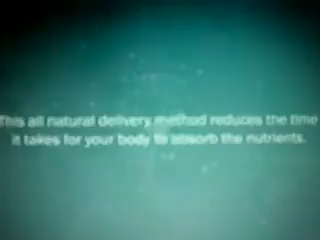 This all natural delivery method reduces the time
it takes for your body to absorb the nutrients.